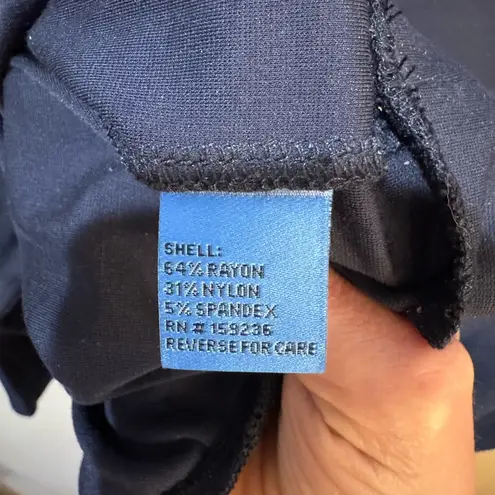 SHELL:
64% RAYON
31% NYLON
5% SPANDEX
RN # 159236
REVERSE FOR CARE